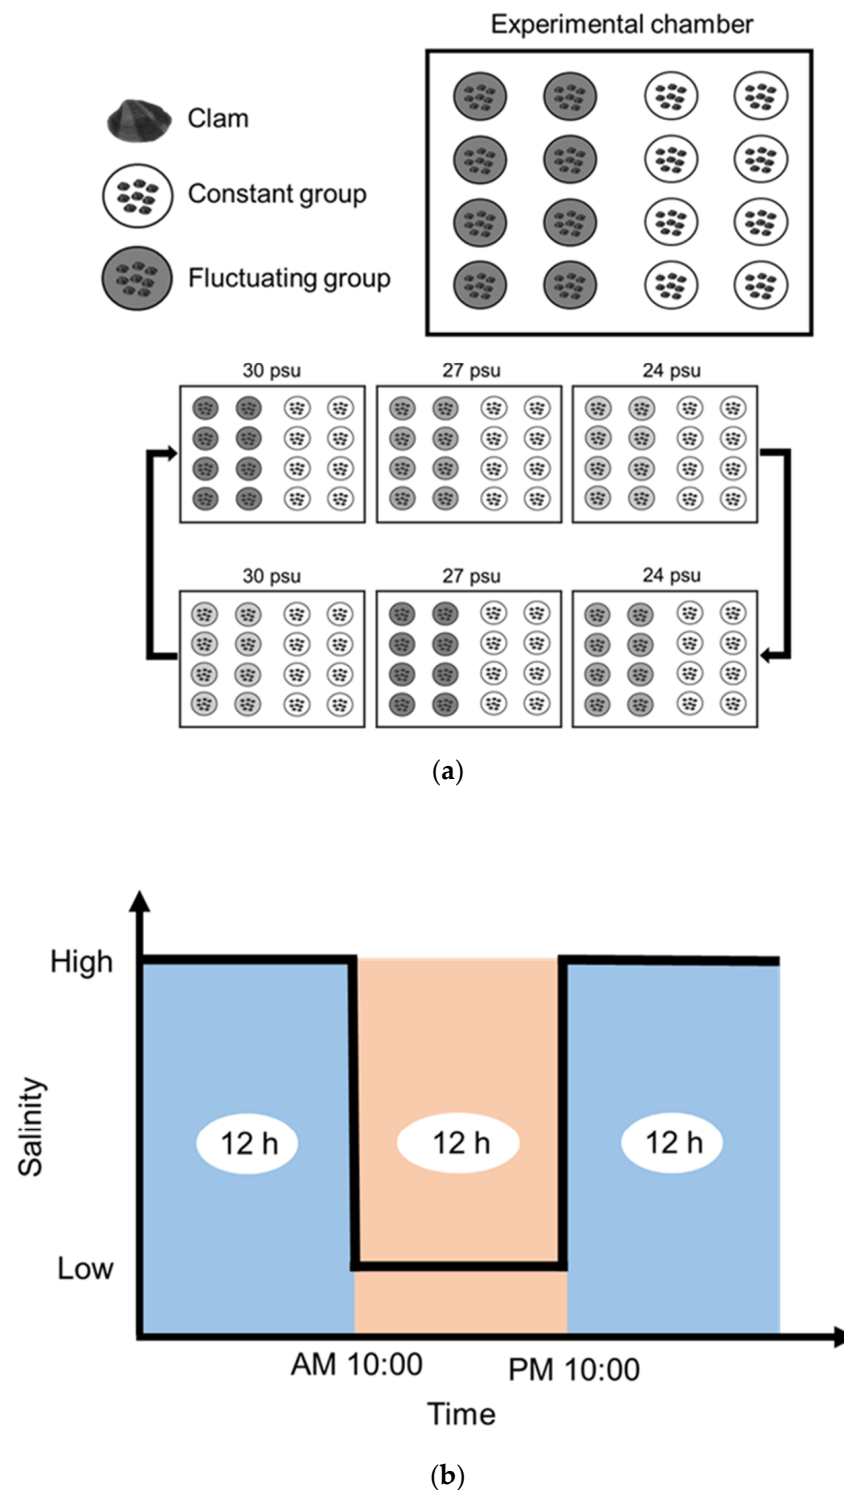 Experimental chamber
Clam
Constant group
Fluctuating group
30 psu
27 psu
24 psu
30 psu
27 psu
24 psu
(a)
High
Salinity
12 h
12 h
12 h
Low
AM 10:00
PM 10:00
Time
(b)